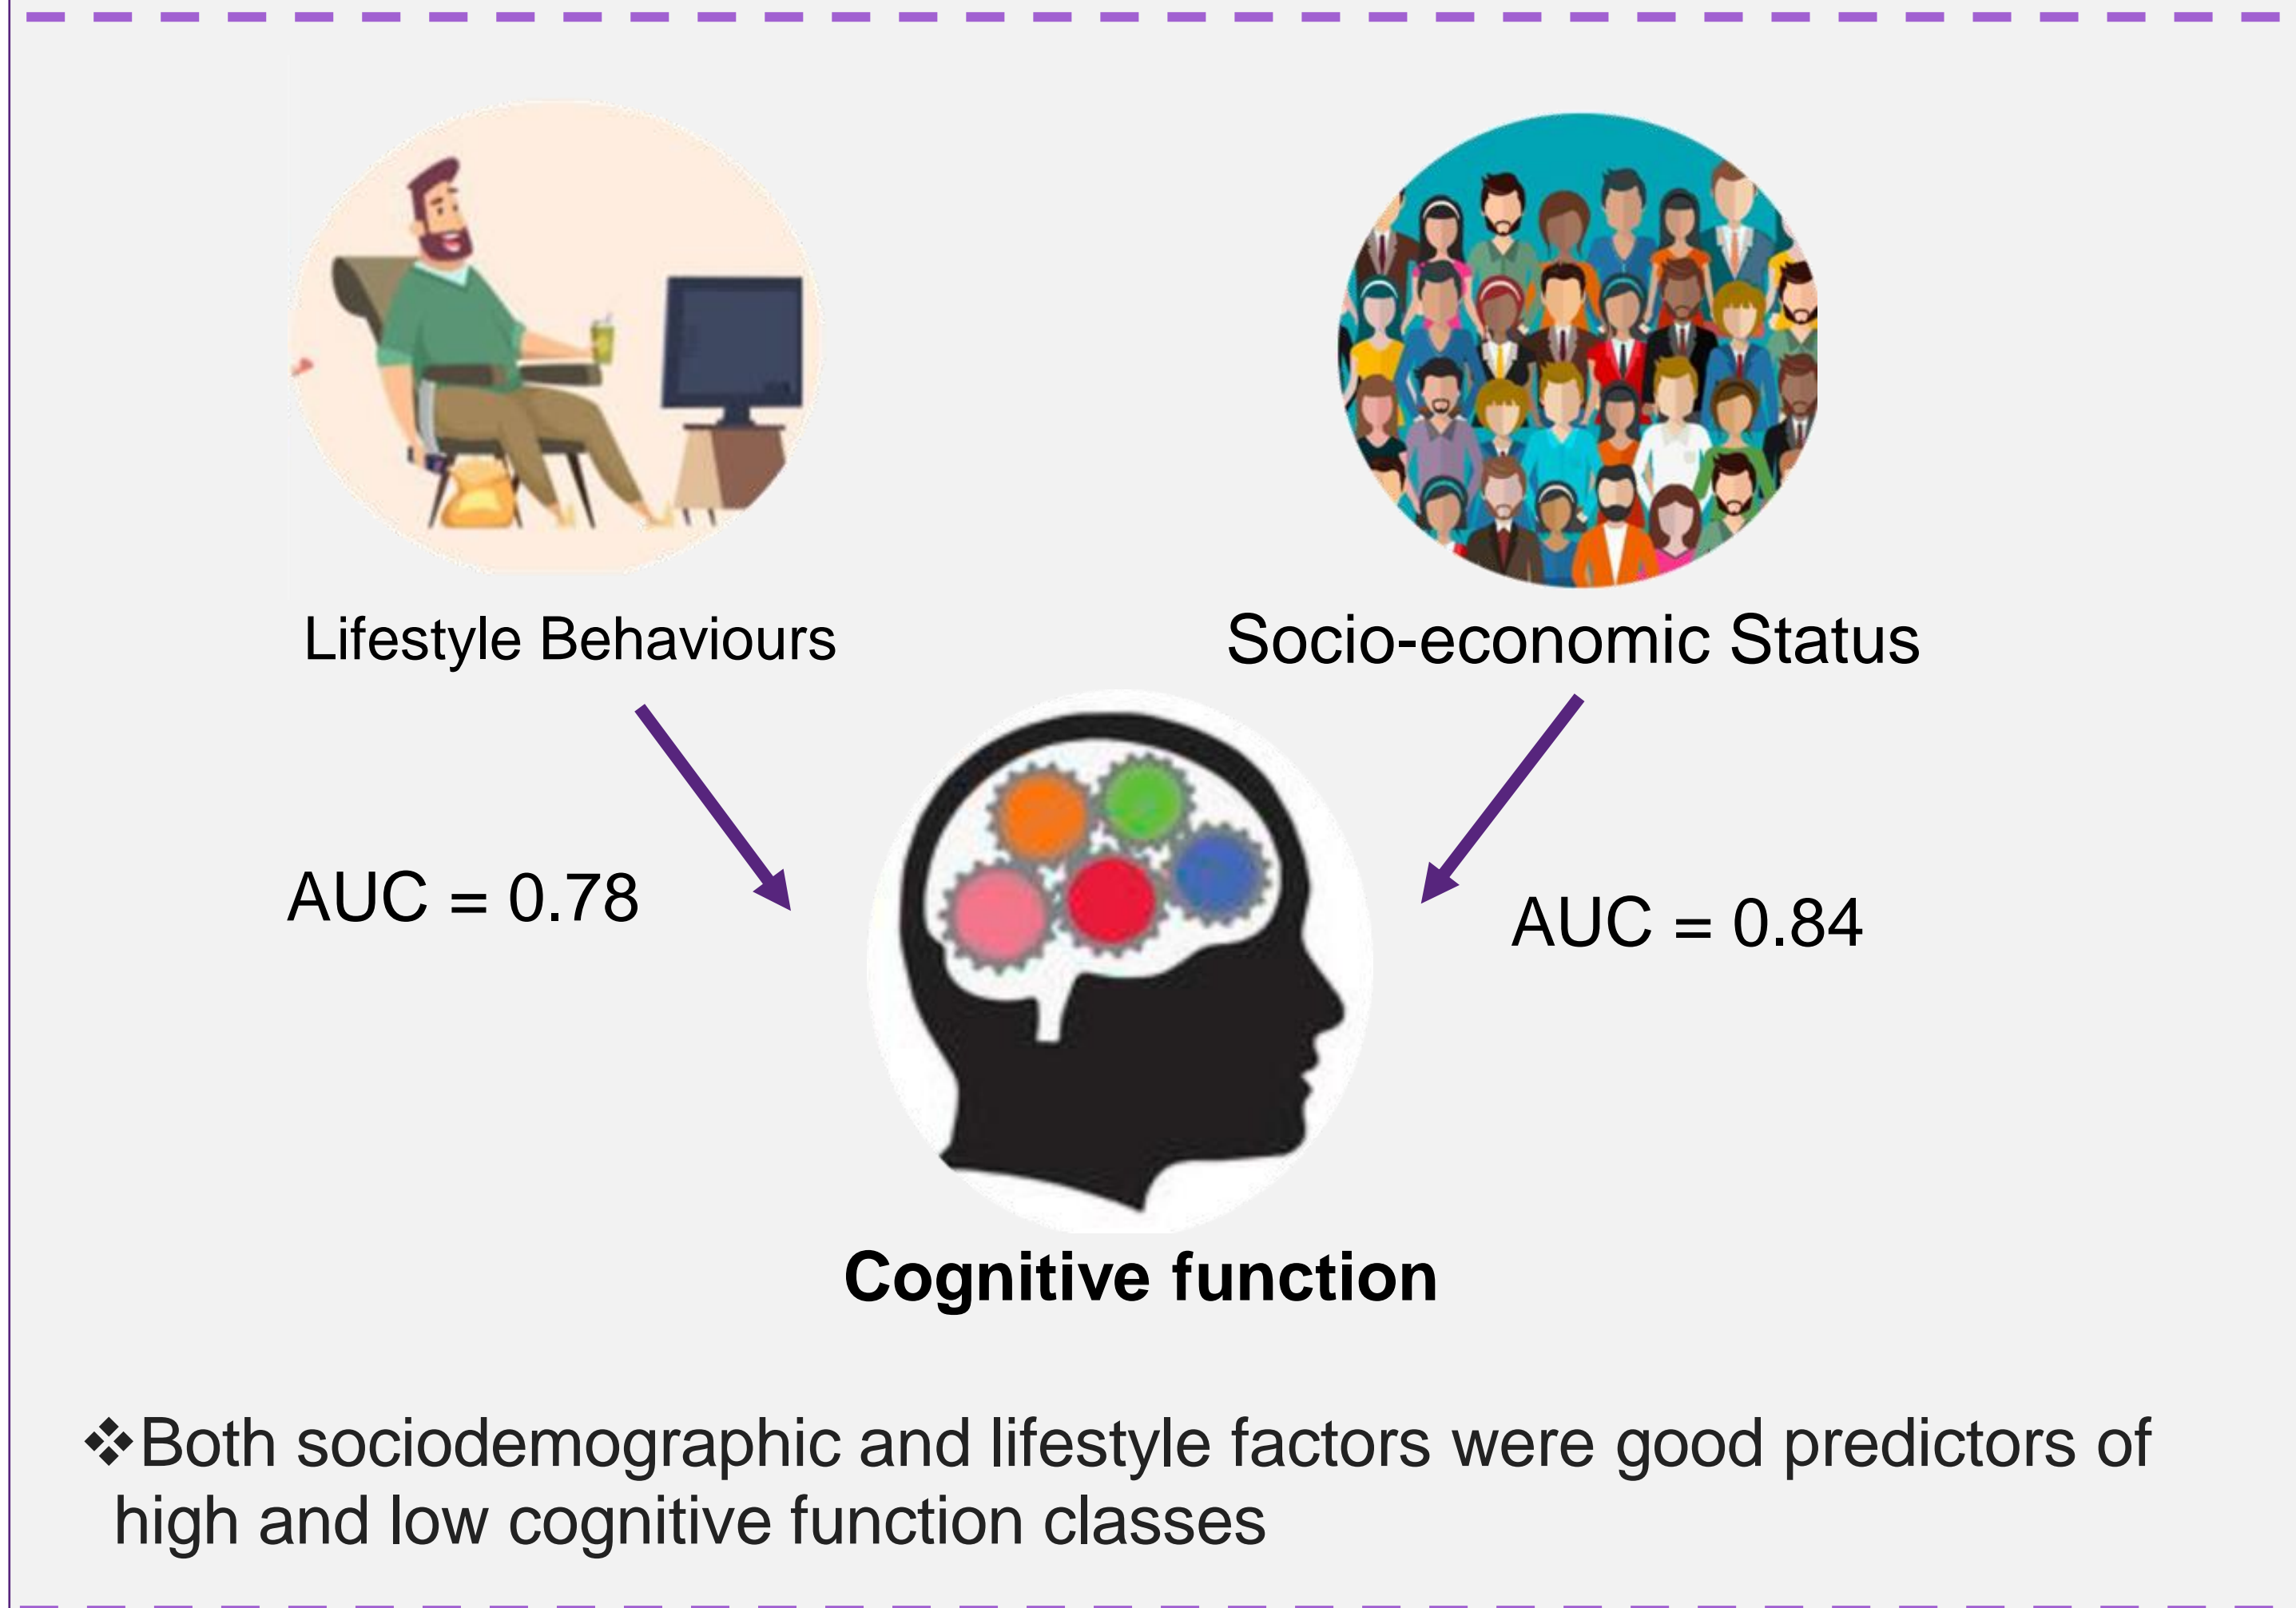 Lifestyle Behaviours
Socio-economic Status
AUC = 0.78
AUC = 0.84
Cognitive function
❖Both sociodemographic and lifestyle factors were good predictors of
high and low cognitive function classes